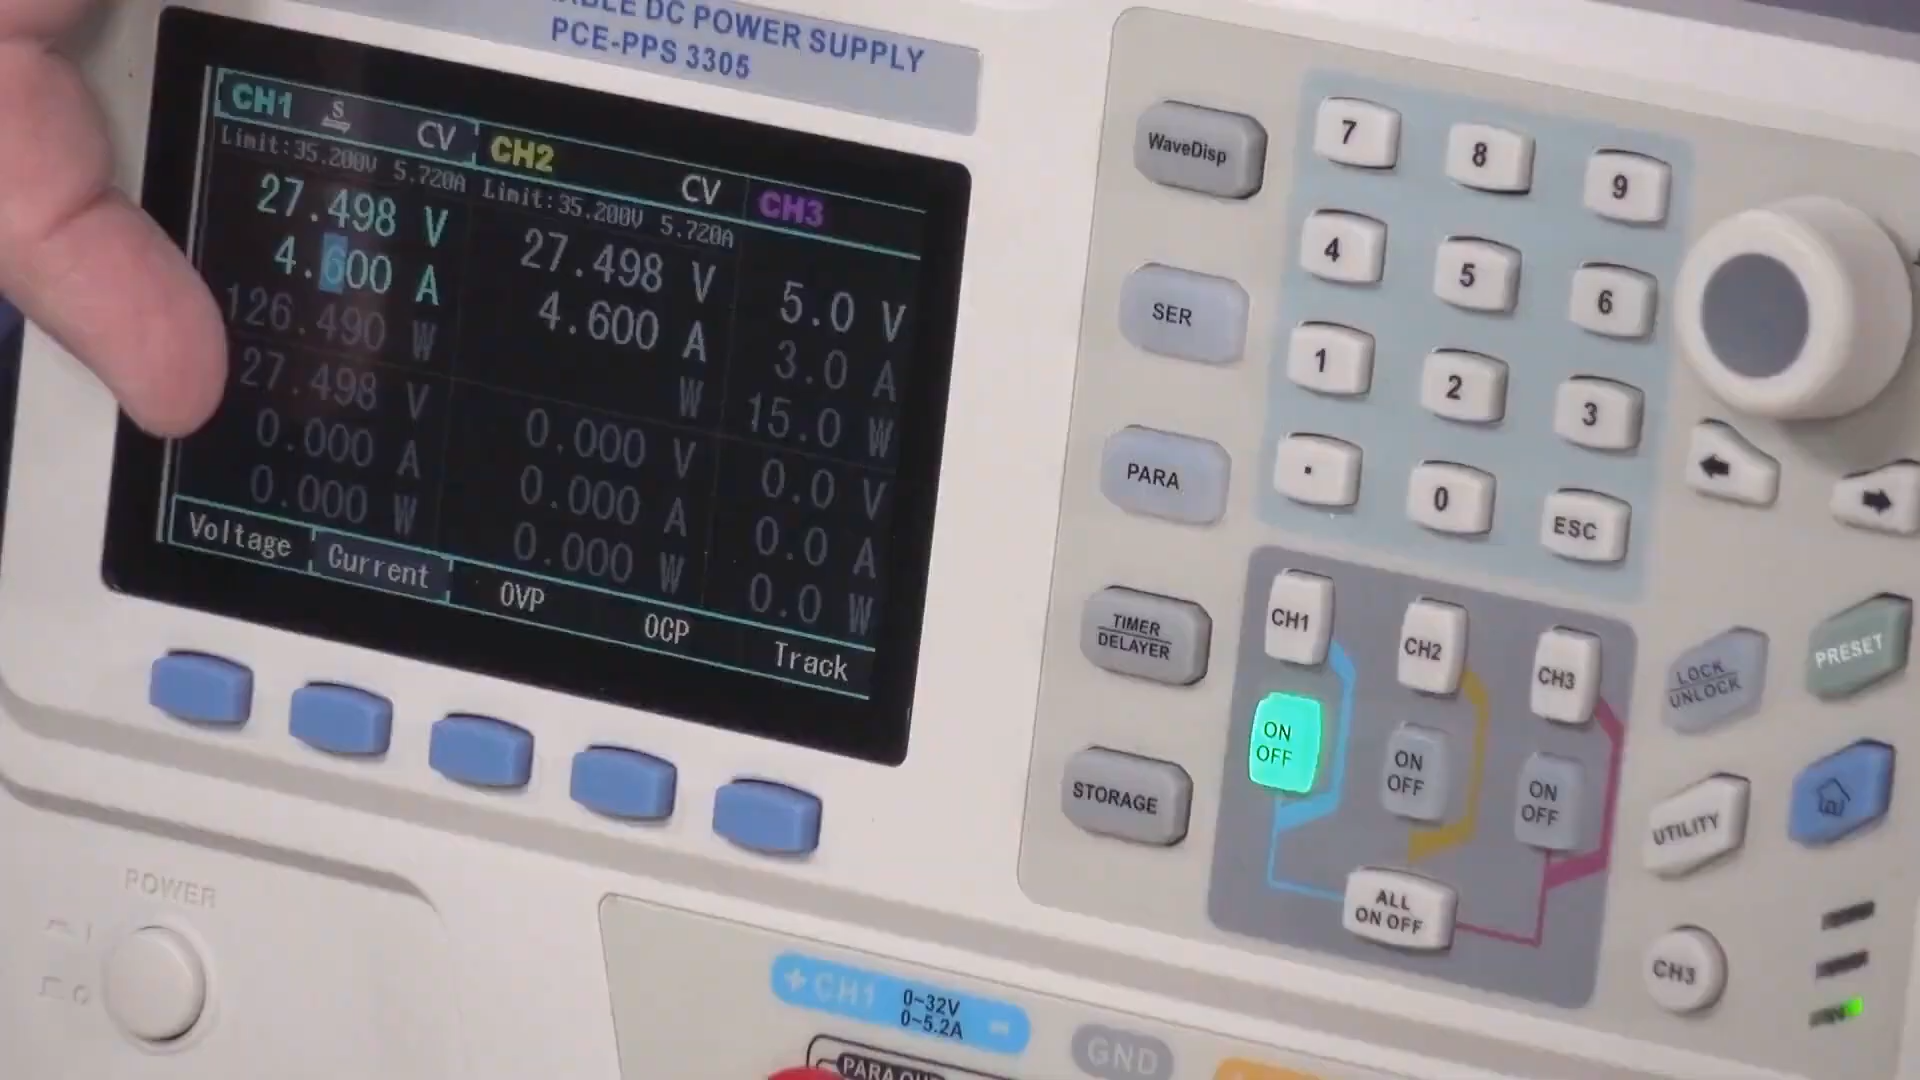 BLE DC POWER SUPPLY
PCE-PPS 3305
CH1 S CV
Limit:35.200V 5.720A
27.498 V
4.600 A
126.490 W
27.498 V
0.000 A
0.000 W
CH2
CV
Limit:35.200V 5.720A
27.498 V
4.600 A
W
0.000 V
0.000 A
0.000 W
CH3
5.0 V
3.0 A
15.0 W
0.0 V
0.0 A
0.0 W
Voltage Current OVP OCP Track
WaveDisp
SER
PARA
TIMER
DELAYER
STORAGE
7 8 9
4 5 6
1 2 3
. 0 ESC
CH1 CH2 CH3
ON
OFF
ON
OFF
ON
OFF
ALL
ON OFF
LOCK
UNLOCK
PRESET
UTILITY
CH3
POWER
+ CH1 0~32V
0~5.2A -
GND
PARA